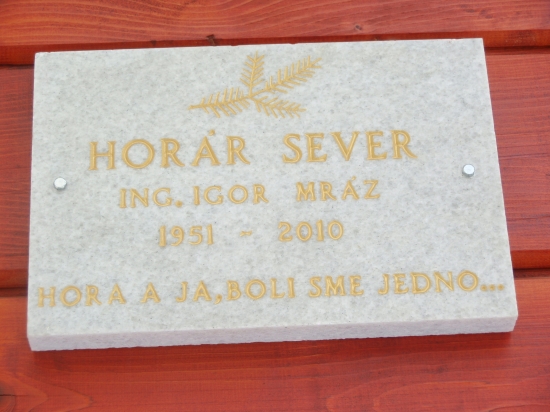 HORÁR SEVER
ING. IGOR MRÁZ
1951 - 2010
HORA A JA, BOLI SME JEDNO...